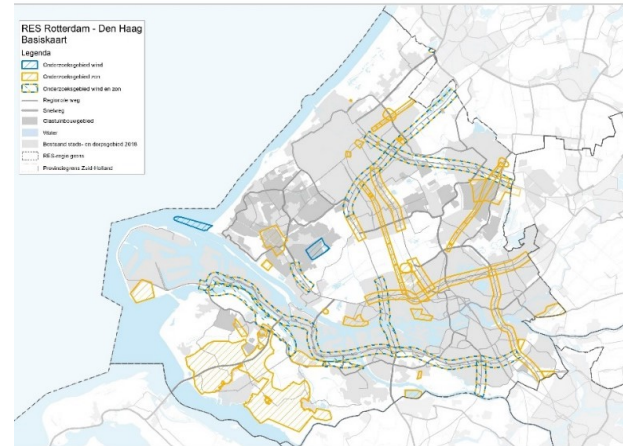 RES Rotterdam - Den Haag
Basiskaart
Legenda
Onderzoeksgebied wind
Onderzoeksgebied zon
Onderzoeksgebied wind en zon
Regionale weg
Snelweg
Glastuinbouwgebied
Water
Bestaand stads- en dorpsgebied 2018
RES-regio grens
Provinciegrens Zuid-Holland